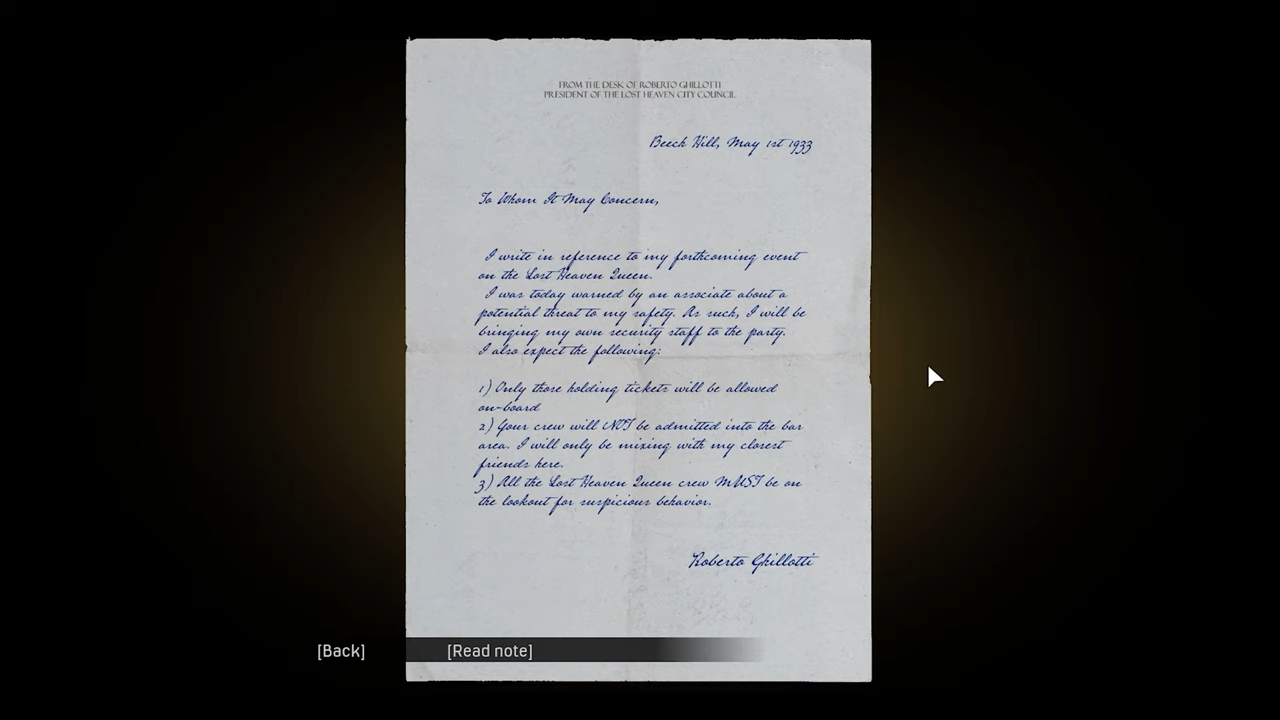 FROM THE DESK OF ROBERTO GHILLOTTI
PRESIDENT OF THE LOST HEAVEN CITY COUNCIL
Beech Hill, May 1st 1933
To Whom It May Concern,
I write in reference to my forthcoming event
on the Lost Heaven Queen.
I was today warned by an associate about a
potential threat to my safety. As such, I will be
bringing my own security staff to the party.
I also expect the following:
1) Only those holding tickets will be allowed
on-board
2) Your crew will NOT be admitted into the bar
area. I will only be mixing with my closest
friends here.
3) All the Lost Heaven Queen crew MUST be on
the lookout for suspicious behavior.
Roberto Ghillotti
[Back] [Read note]